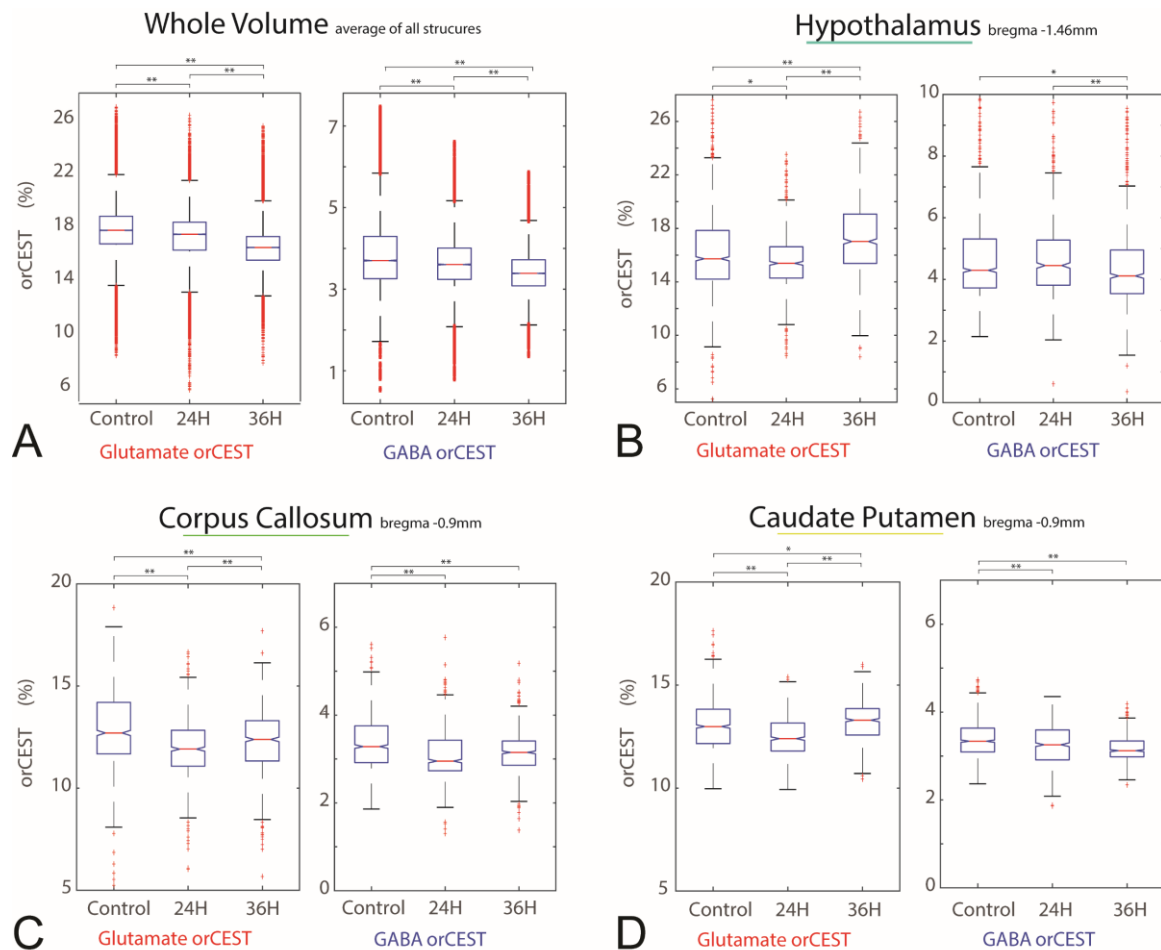 Whole Volume average of all strucures
** ** **
** ** **
orCEST (%)
26
22
18
14
10
6
7
5
3
1
Control 24H 36H
Control 24H 36H
A Glutamate orCEST GABA orCEST
Hypothalamus bregma -1.46mm
** * **
* **
orCEST (%)
26
22
18
14
10
6
10
8
6
4
2
0
Control 24H 36H
Control 24H 36H
B Glutamate orCEST GABA orCEST
Corpus Callosum bregma -0.9mm
** ** **
** **
orCEST (%)
20
15
10
5
6
4
2
0
Control 24H 36H
Control 24H 36H
C Glutamate orCEST GABA orCEST
Caudate Putamen bregma -0.9mm
* ** **
** **
orCEST (%)
20
15
10
5
6
4
2
0
Control 24H 36H
Control 24H 36H
D Glutamate orCEST GABA orCEST